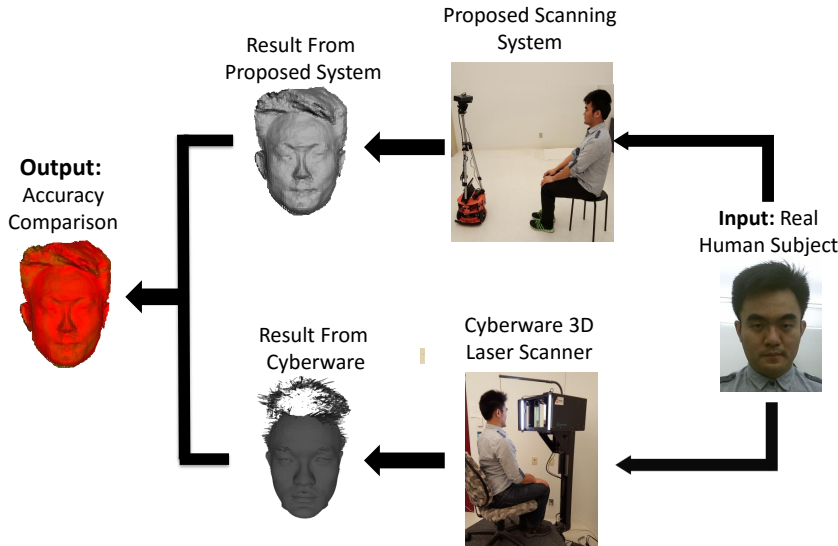 Proposed Scanning
System
Result From
Proposed System
Output:
Accuracy
Comparison
Input: Real
Human Subject
Result From
Cyberware
Cyberware 3D
Laser Scanner